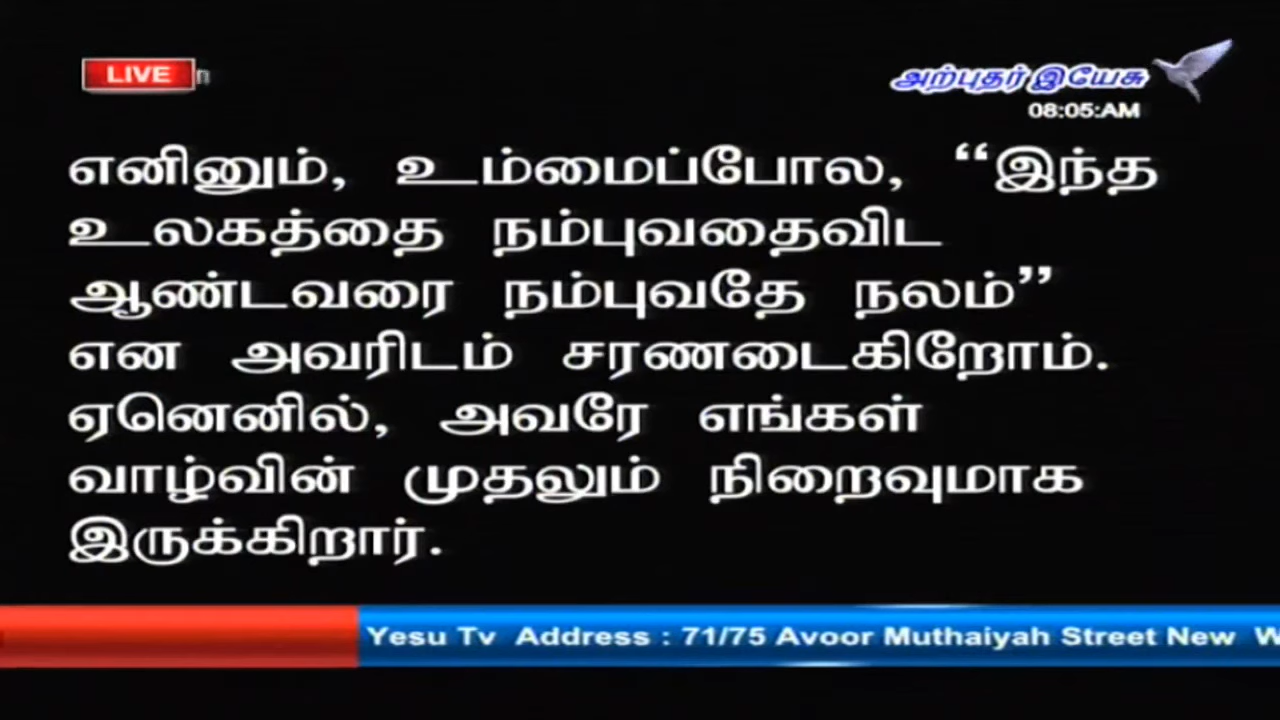 LIVE
அற்புதர் இயேசு
08:05:AM
எனினும், உம்மைப்போல, “இந்த
உலகத்தை நம்புவதைவிட
ஆண்டவரை நம்புவதே நலம்”
என அவரிடம் சரணடைகிறோம்.
ஏனெனில், அவரே எங்கள்
வாழ்வின் முதலும் நிறைவுமாக
இருக்கிறார்.
Yesu Tv Address : 71/75 Avoor Muthaiyah Street New